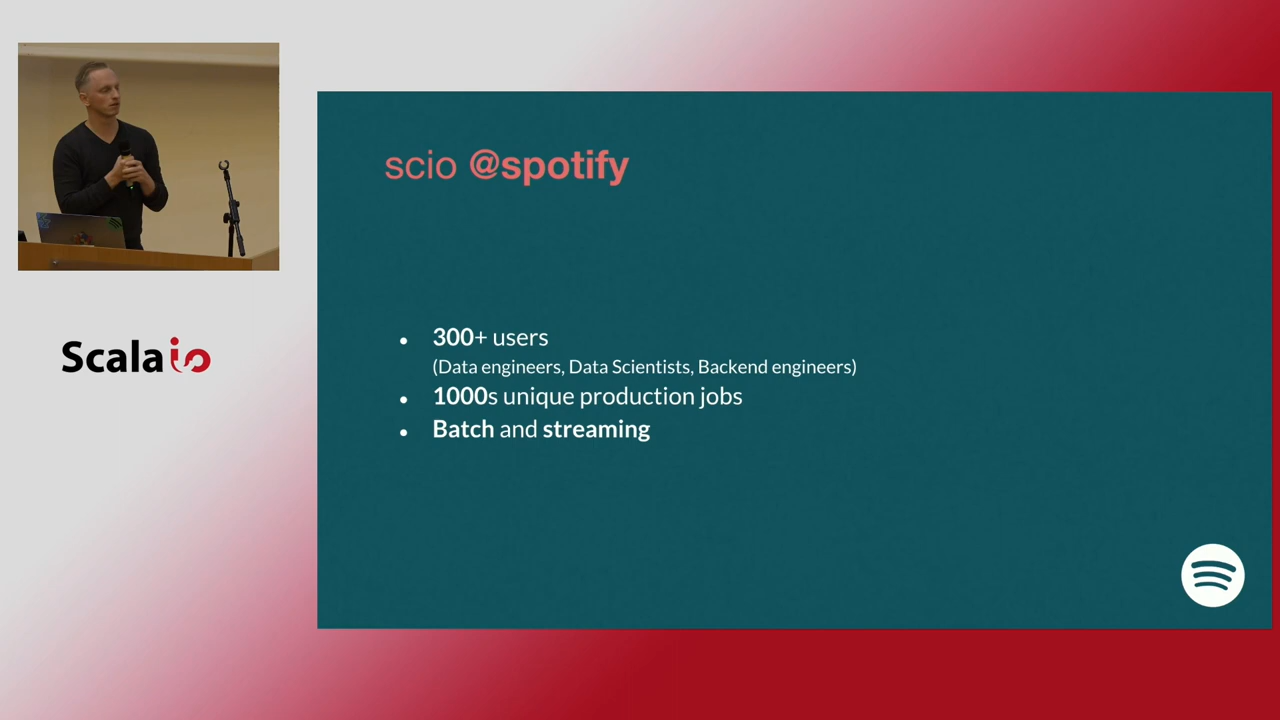 scio @spotify
300+ users
(Data engineers, Data Scientists, Backend engineers)
1000s unique production jobs
Batch and streaming
Scala io